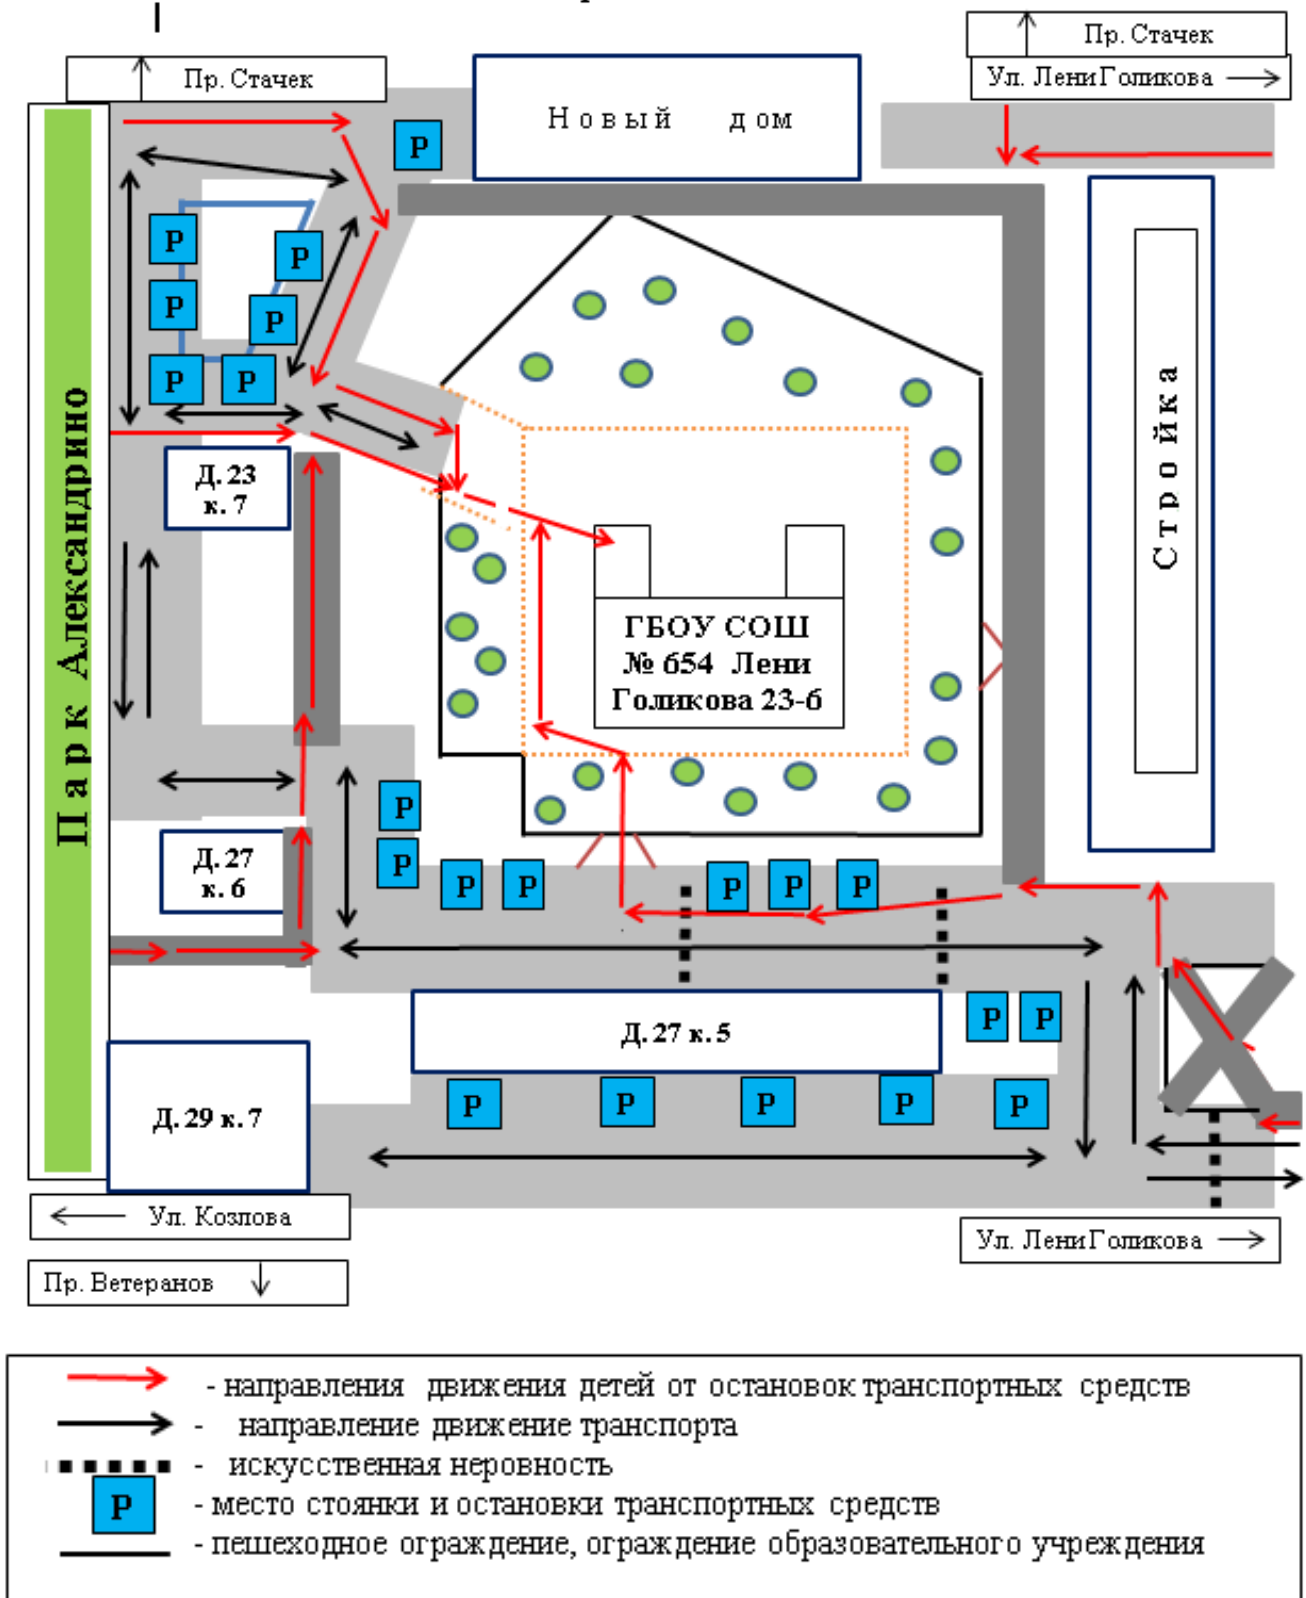 Пр. Стачек
Ул. Лени Голикова
Пр. Стачек
Новый дом
Р
Р
Р
Р
Р
Р
Р
Парк Александрино
Стройка
Д. 23
к. 7
ГБОУ СОШ
№ 654 Лени
Голикова 23-б
Р
Р
Д. 27
к. 6
Р
Р
Р
Р
Р
Д. 27 к. 5
Р
Р
Д. 29 к. 7
Р
Р
Р
Р
Р
Ул. Козлова
Ул. Лени Голикова
Пр. Ветеранов
- направления движения детей от остановок транспортных средств
- направление движение транспорта
- искусственная неровность
Р - место стоянки и остановки транспортных средств
- пешеходное ограждение, ограждение образовательного учреждения